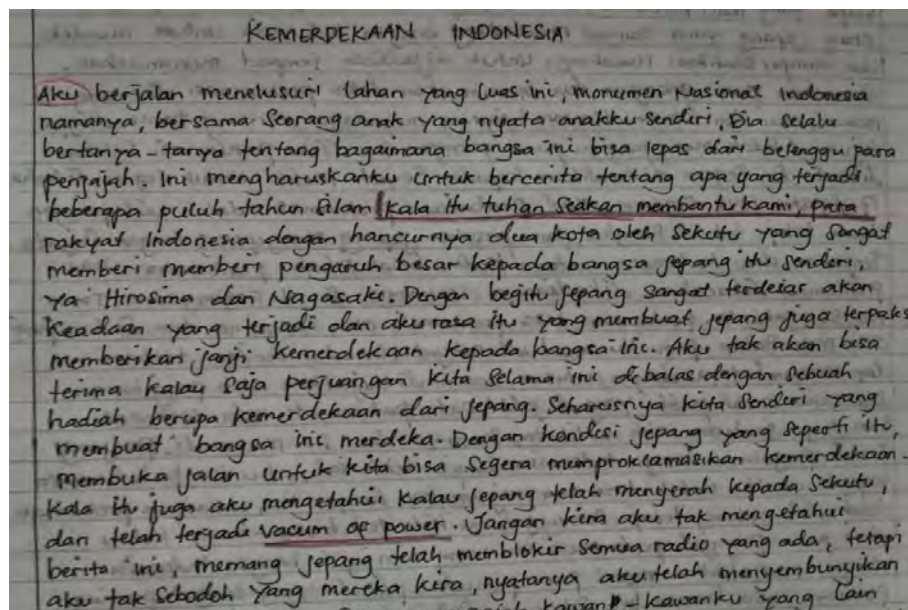 KEMERDEKAAN INDONESIA
Aku berjalan menelusuri lahan yang luas ini, monumen Nasional Indonesia
namanya, bersama Seorang anak yang nyata anakku sendiri, Dia selalu
bertanya-tanya tentang bagaimana bangsa ini bisa lepas dari belenggu para
penjajah. Ini mengharuskanku untuk bercerita tentang apa yang terjadi
beberapa puluh tahun silam kala itu tuhan Seakan membantu kami, para
rakyat Indonesia dengan hancurnya dua kota oleh Sekutu yang Sangat
memberi memberi pengaruh besar kepada bangsa Jepang itu Sendiri,
ya Hirosima dan Nagasaki. Dengan begitu Jepang Sangat terdesar akan
Keadaan yang terjadi dan aku rasa itu yang membuat jepang juga terpaks
memberikan janji kemerdekaan kepada bangsa ini. Aku tak akan bisa
terima kalau Saja perjuangan kita Selama ini dibalas dengan Sebuah
hadiah berupa kemerdekaan dari Jepang. Seharusnya kita Sendiri yang
membuat bangsa ini merdeka. Dengan kondisi Jepang yang Seperti itu,
membuka jalan untuk kita bisa Segera memproklamasikan kemerdekaan.
Kala itu juga aku mengetahui kalau Jepang telah menyerah kepada Sekutu,
dan telah terjadi vacum of power. Jangan kira aku tak mengetahui
berita ini, memang Jepang telah memblokir Semua radio yang ada, tetapi
aku tak Sebodoh yang mereka kira, nyatanya aku telah menyembunyikan
kawan-kawanku yang lain